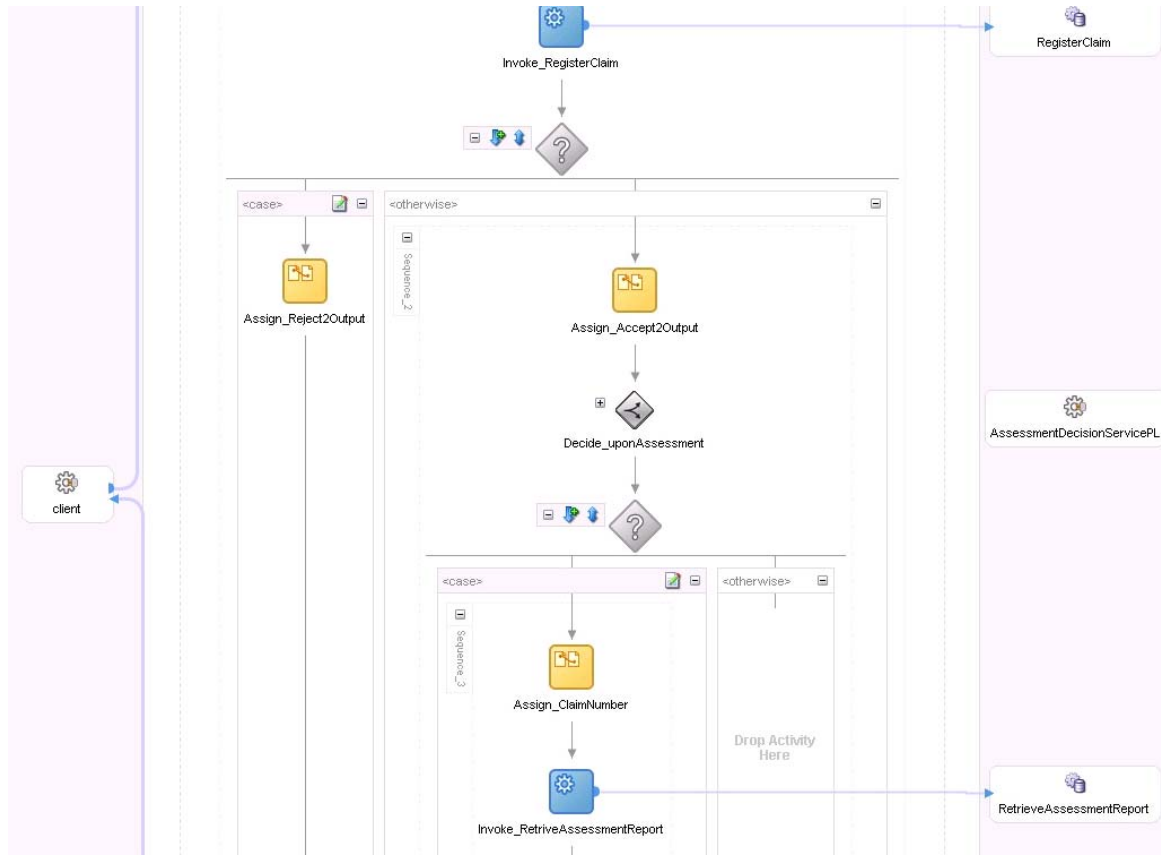 RegisterClaim
Invoke_RegisterClaim
<case>
<otherwise>
Sequence_2
Assign_Reject2Output
Assign_Accept2Output
AssessmentDecisionServicePL
Decide_uponAssessment
client
<case>
<otherwise>
Sequence_3
Assign_ClaimNumber
Drop Activity
Here
RetrieveAssessmentReport
Invoke_RetriveAssessmentReport